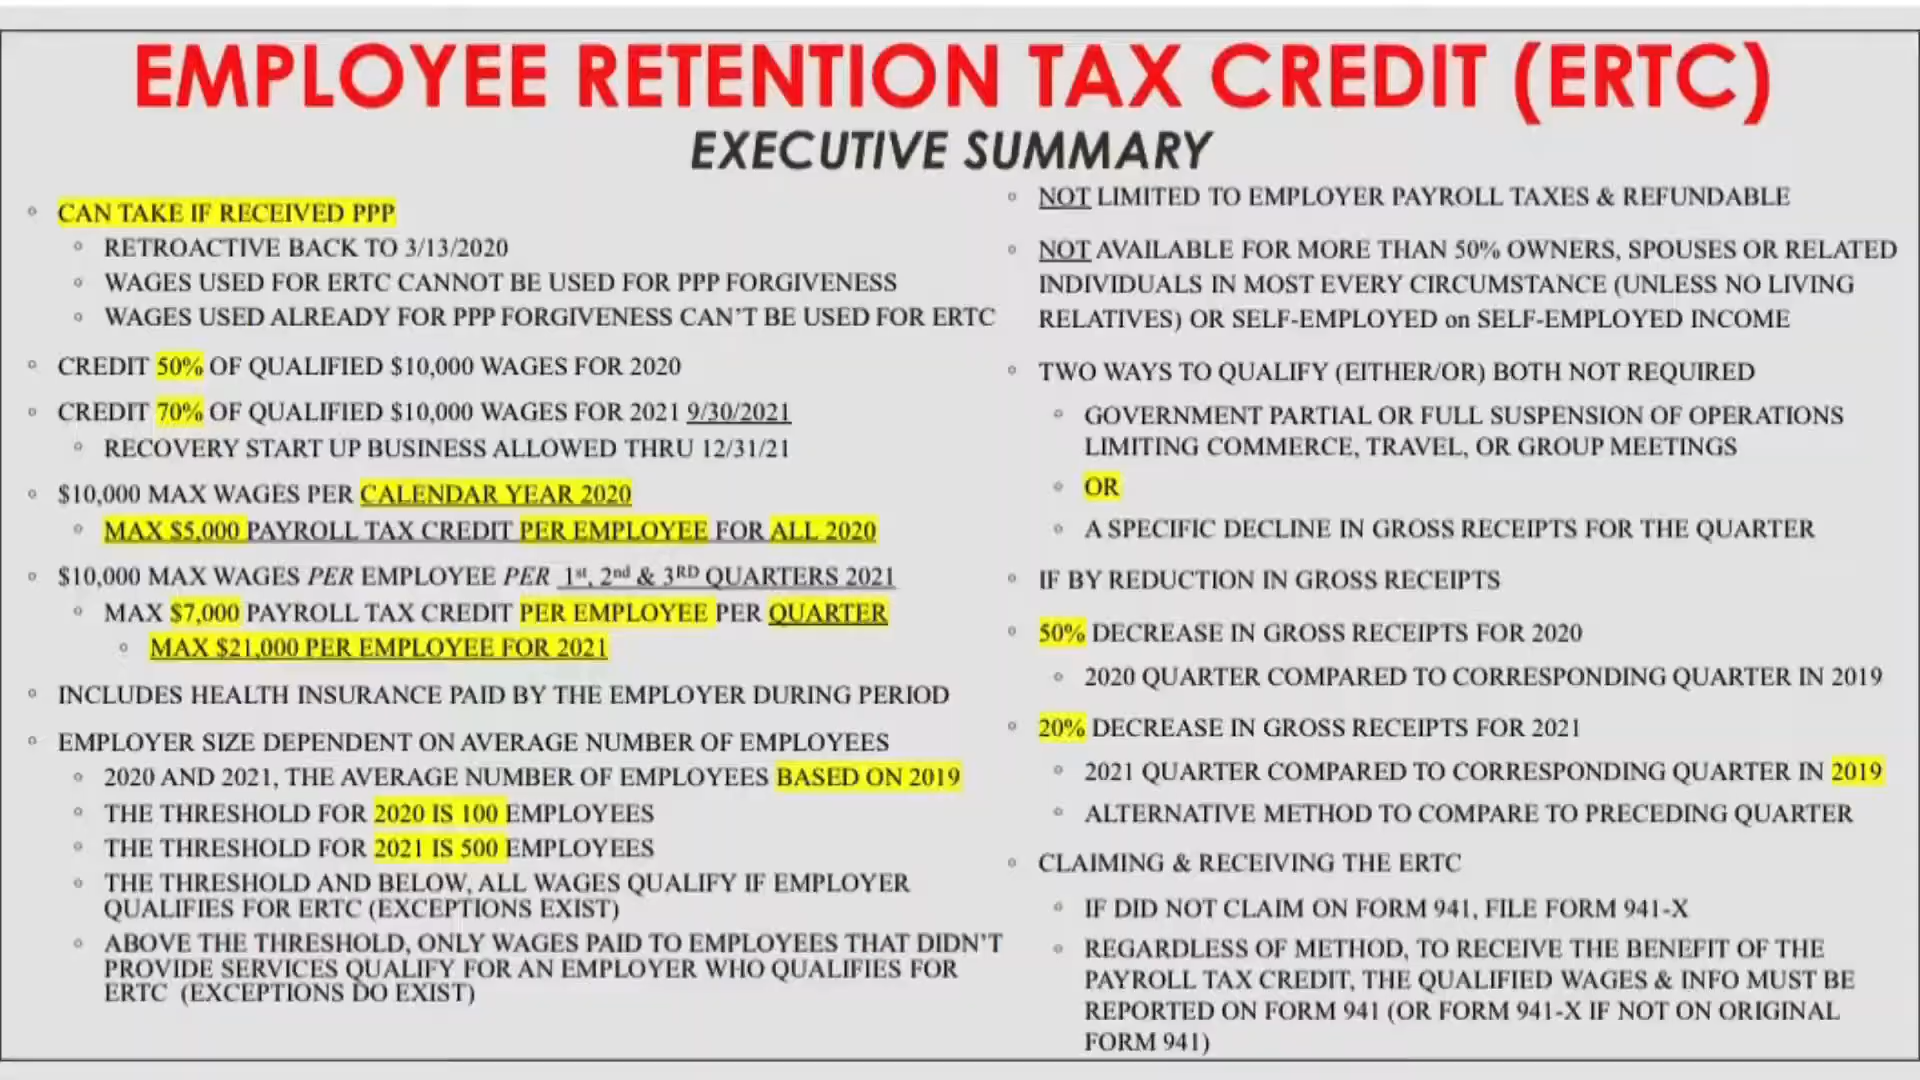 EMPLOYEE RETENTION TAX CREDIT (ERTC)
EXECUTIVE SUMMARY
CAN TAKE IF RECEIVED PPP
RETROACTIVE BACK TO 3/13/2020
WAGES USED FOR ERTC CANNOT BE USED FOR PPP FORGIVENESS
WAGES USED ALREADY FOR PPP FORGIVENESS CAN'T BE USED FOR ERTC
CREDIT 50% OF QUALIFIED $10,000 WAGES FOR 2020
CREDIT 70% OF QUALIFIED $10,000 WAGES FOR 2021 9/30/2021
RECOVERY START UP BUSINESS ALLOWED THRU 12/31/21
$10,000 MAX WAGES PER CALENDAR YEAR 2020
MAX $5,000 PAYROLL TAX CREDIT PER EMPLOYEE FOR ALL 2020
$10,000 MAX WAGES PER EMPLOYEE PER 1st, 2nd & 3RD QUARTERS 2021
MAX $7,000 PAYROLL TAX CREDIT PER EMPLOYEE PER QUARTER
MAX $21,000 PER EMPLOYEE FOR 2021
INCLUDES HEALTH INSURANCE PAID BY THE EMPLOYER DURING PERIOD
EMPLOYER SIZE DEPENDENT ON AVERAGE NUMBER OF EMPLOYEES
2020 AND 2021, THE AVERAGE NUMBER OF EMPLOYEES BASED ON 2019
THE THRESHOLD FOR 2020 IS 100 EMPLOYEES
THE THRESHOLD FOR 2021 IS 500 EMPLOYEES
THE THRESHOLD AND BELOW, ALL WAGES QUALIFY IF EMPLOYER
QUALIFIES FOR ERTC (EXCEPTIONS EXIST)
ABOVE THE THRESHOLD, ONLY WAGES PAID TO EMPLOYEES THAT DIDN'T
PROVIDE SERVICES QUALIFY FOR AN EMPLOYER WHO QUALIFIES FOR
ERTC (EXCEPTIONS DO EXIST)
NOT LIMITED TO EMPLOYER PAYROLL TAXES & REFUNDABLE
NOT AVAILABLE FOR MORE THAN 50% OWNERS, SPOUSES OR RELATED
INDIVIDUALS IN MOST EVERY CIRCUMSTANCE (UNLESS NO LIVING
RELATIVES) OR SELF-EMPLOYED on SELF-EMPLOYED INCOME
TWO WAYS TO QUALIFY (EITHER/OR) BOTH NOT REQUIRED
GOVERNMENT PARTIAL OR FULL SUSPENSION OF OPERATIONS
LIMITING COMMERCE, TRAVEL, OR GROUP MEETINGS
OR
A SPECIFIC DECLINE IN GROSS RECEIPTS FOR THE QUARTER
IF BY REDUCTION IN GROSS RECEIPTS
50% DECREASE IN GROSS RECEIPTS FOR 2020
2020 QUARTER COMPARED TO CORRESPONDING QUARTER IN 2019
20% DECREASE IN GROSS RECEIPTS FOR 2021
2021 QUARTER COMPARED TO CORRESPONDING QUARTER IN 2019
ALTERNATIVE METHOD TO COMPARE TO PRECEDING QUARTER
CLAIMING & RECEIVING THE ERTC
IF DID NOT CLAIM ON FORM 941, FILE FORM 941-X
REGARDLESS OF METHOD, TO RECEIVE THE BENEFIT OF THE
PAYROLL TAX CREDIT, THE QUALIFIED WAGES & INFO MUST BE
REPORTED ON FORM 941 (OR FORM 941-X IF NOT ON ORIGINAL
FORM 941)